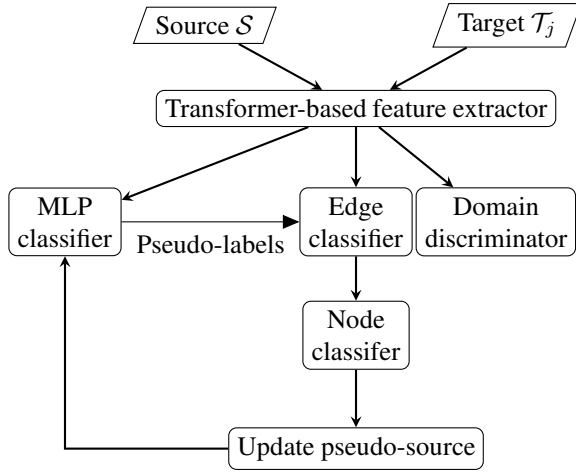 Source 𝒮
Target 𝒯ⱼ
Transformer-based feature extractor
MLP
classifier
Pseudo-labels
Edge
classifier
Domain
discriminator
Node
classifer
Update pseudo-source